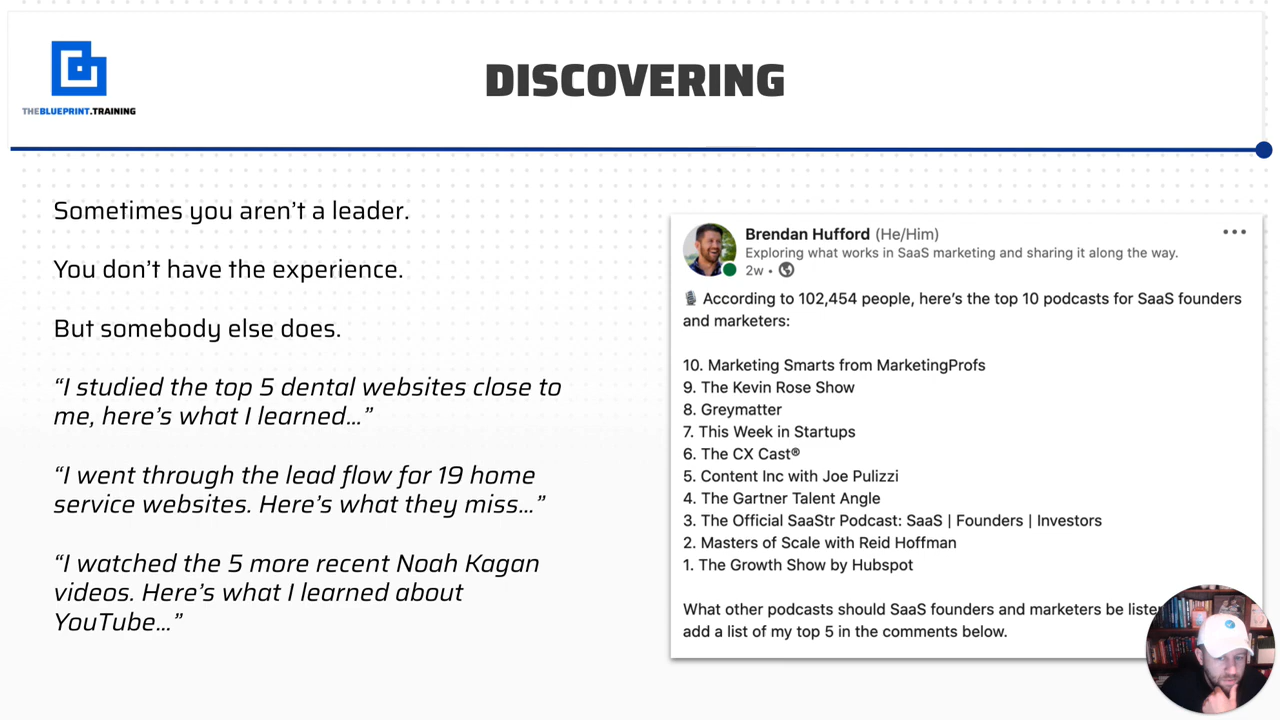 THEBLUEPRINT.TRAINING
DISCOVERING
Sometimes you aren't a leader.
You don't have the experience.
But somebody else does.
“I studied the top 5 dental websites close to
me, here's what I learned...”
“I went through the lead flow for 19 home
service websites. Here's what they miss...”
“I watched the 5 more recent Noah Kagan
videos. Here's what I learned about
YouTube...”
Brendan Hufford (He/Him)
Exploring what works in SaaS marketing and sharing it along the way.
2w •
According to 102,454 people, here's the top 10 podcasts for SaaS founders
and marketers:
10. Marketing Smarts from MarketingProfs
9. The Kevin Rose Show
8. Greymatter
7. This Week in Startups
6. The CX Cast®
5. Content Inc with Joe Pulizzi
4. The Gartner Talent Angle
3. The Official SaaStr Podcast: SaaS | Founders | Investors
2. Masters of Scale with Reid Hoffman
1. The Growth Show by Hubspot
What other podcasts should SaaS founders and marketers be
add a list of my top 5 in the comments below.